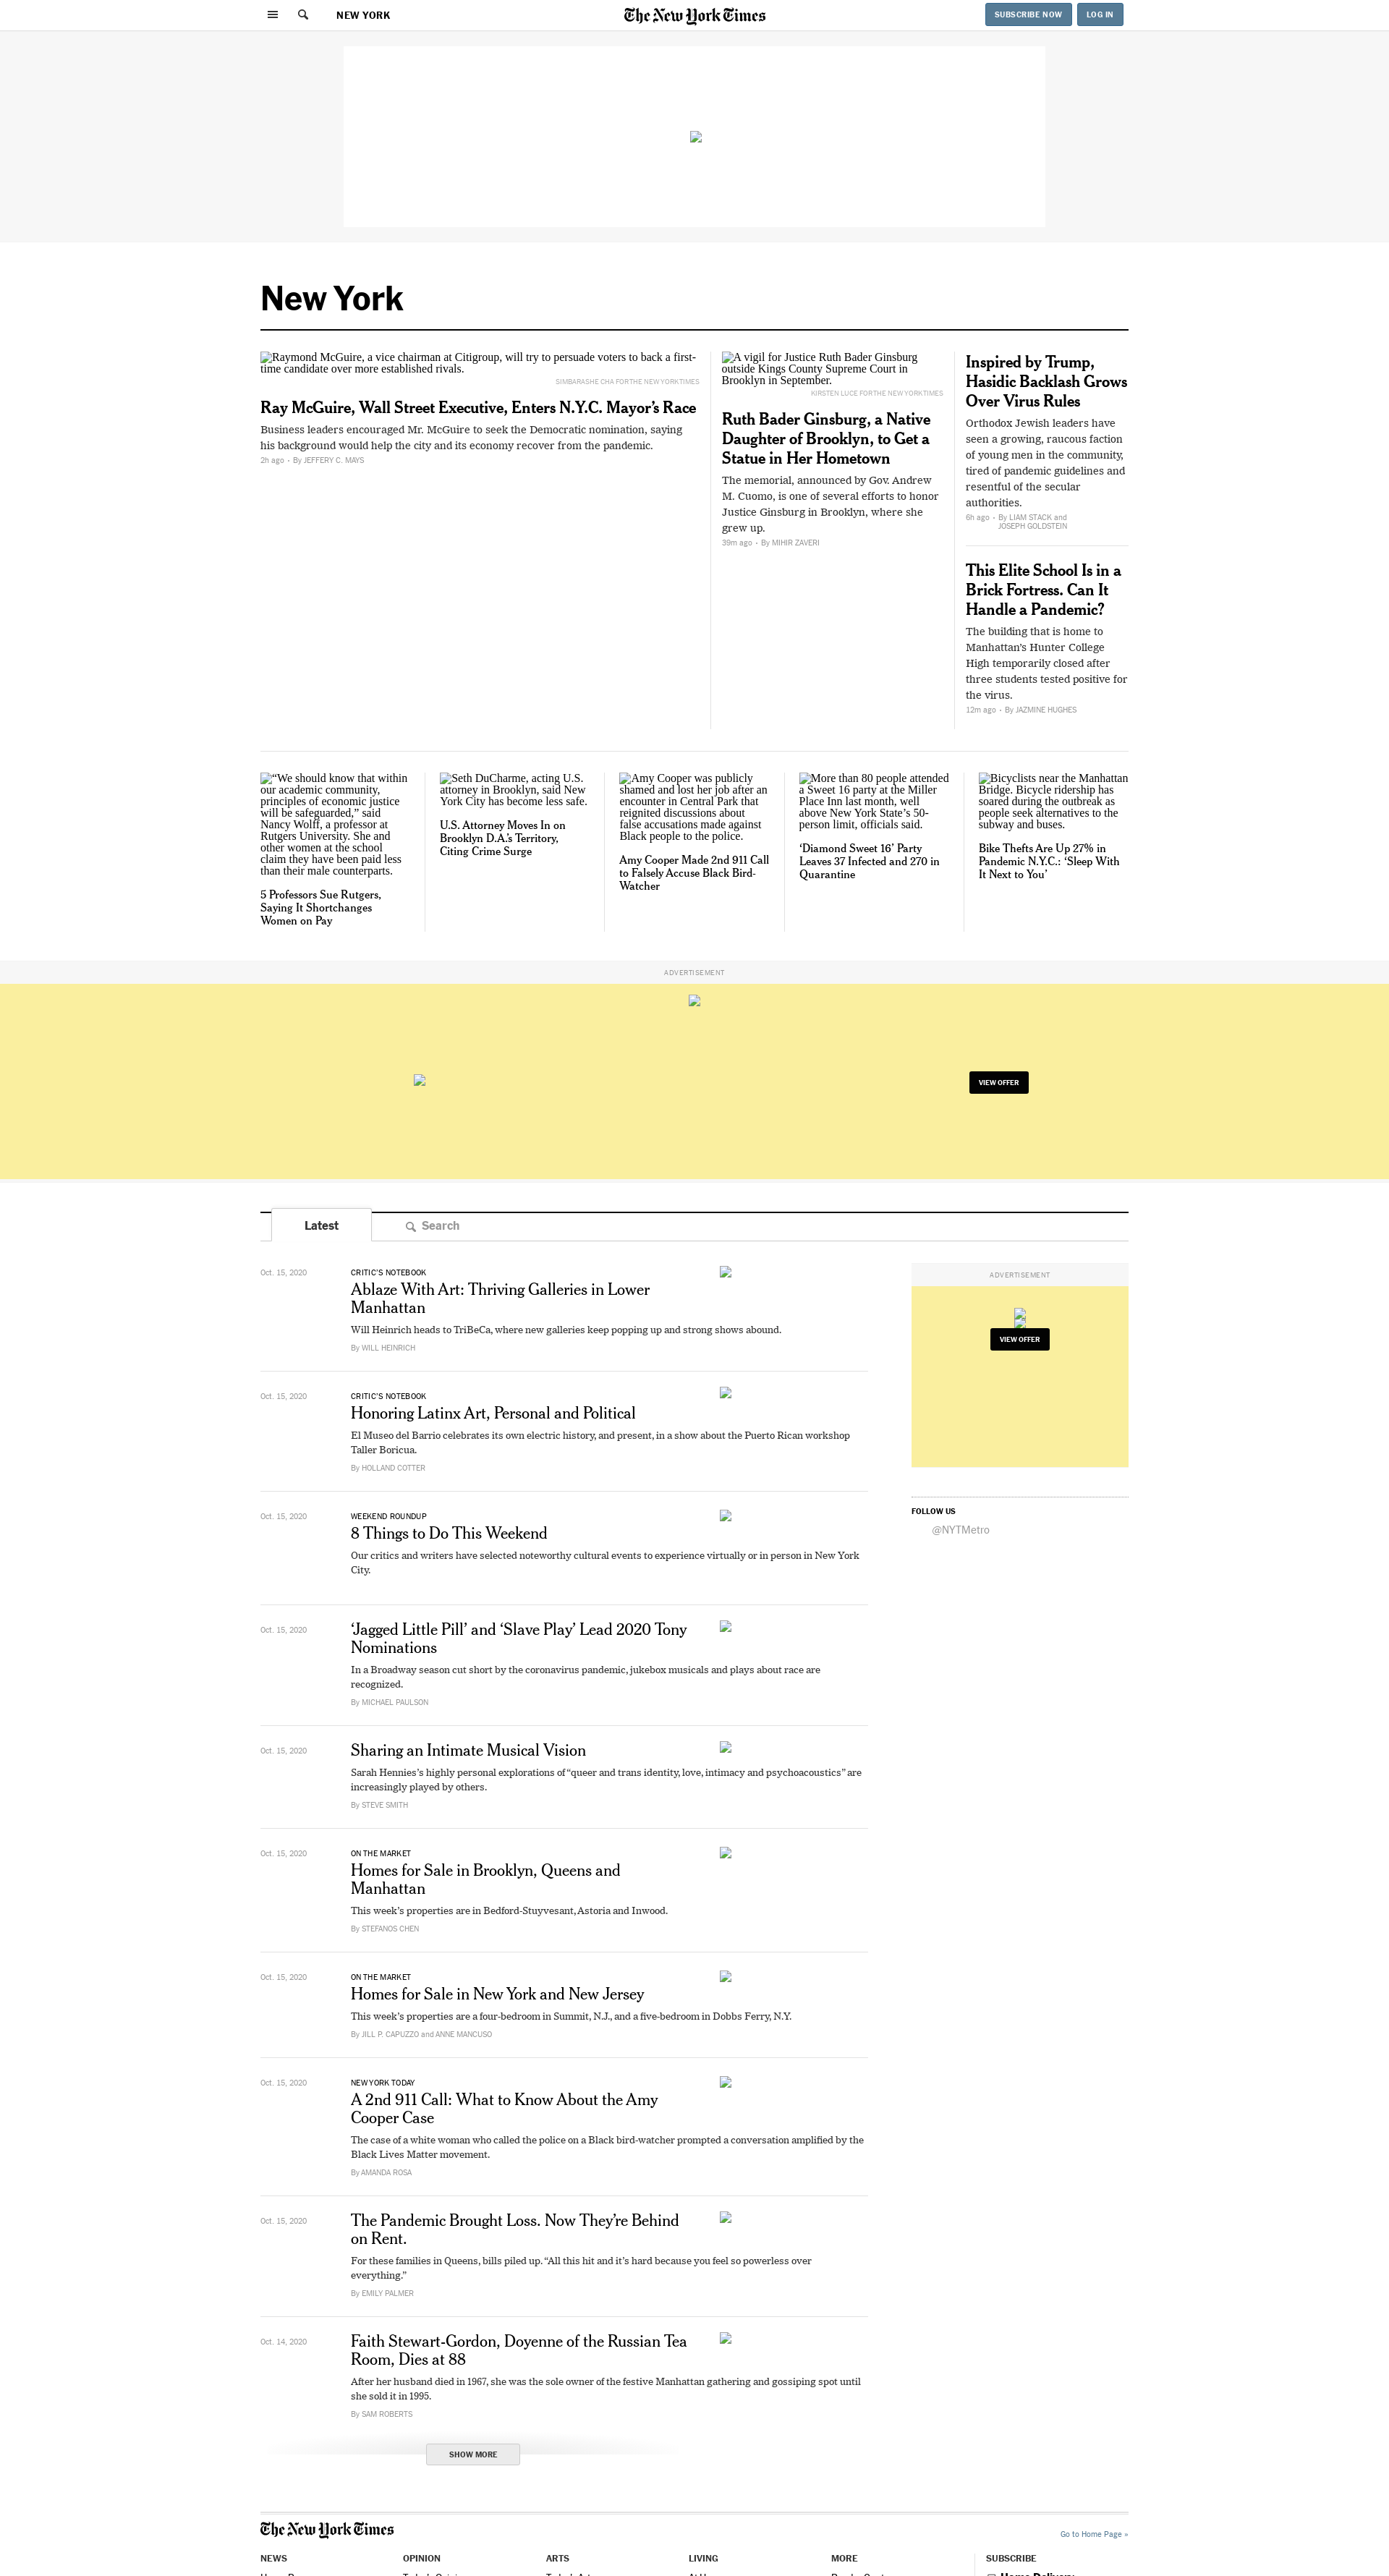 NEW YORK
The New York Times
SUBSCRIBE NOW
LOG IN
New York
Raymond McGuire, a vice chairman at Citigroup, will try to persuade voters to back a first-
time candidate over more established rivals.
SIMBARASHE CHA FOR THE NEW YORK TIMES
Ray McGuire, Wall Street Executive, Enters N.Y.C. Mayor’s Race
Business leaders encouraged Mr. McGuire to seek the Democratic nomination, saying
his background would help the city and its economy recover from the pandemic.
2h ago • By JEFFERY C. MAYS
A vigil for Justice Ruth Bader Ginsburg
outside Kings County Supreme Court in
Brooklyn in September.
KIRSTEN LUCE FOR THE NEW YORK TIMES
Ruth Bader Ginsburg, a Native
Daughter of Brooklyn, to Get a
Statue in Her Hometown
The memorial, announced by Gov. Andrew
M. Cuomo, is one of several efforts to honor
Justice Ginsburg in Brooklyn, where she
grew up.
39m ago • By MIHIR ZAVERI
Inspired by Trump,
Hasidic Backlash Grows
Over Virus Rules
Orthodox Jewish leaders have
seen a growing, raucous faction
of young men in the community,
tired of pandemic guidelines and
resentful of the secular
authorities.
6h ago • By LIAM STACK and
JOSEPH GOLDSTEIN
This Elite School Is in a
Brick Fortress. Can It
Handle a Pandemic?
The building that is home to
Manhattan’s Hunter College
High temporarily closed after
three students tested positive for
the virus.
12m ago • By JAZMINE HUGHES
“We should know that within
our academic community,
principles of economic justice
will be safeguarded,” said
Nancy Wolff, a professor at
Rutgers University. She and
other women at the school
claim they have been paid less
than their male counterparts.
5 Professors Sue Rutgers,
Saying It Shortchanges
Women on Pay
Seth DuCharme, acting U.S.
attorney in Brooklyn, said New
York City has become less safe.
U.S. Attorney Moves In on
Brooklyn D.A.’s Territory,
Citing Crime Surge
Amy Cooper was publicly
shamed and lost her job after an
encounter in Central Park that
reignited discussions about
false accusations made against
Black people to the police.
Amy Cooper Made 2nd 911 Call
to Falsely Accuse Black Bird-
Watcher
More than 80 people attended
a Sweet 16 party at the Miller
Place Inn last month, well
above New York State’s 50-
person limit, officials said.
‘Diamond Sweet 16’ Party
Leaves 37 Infected and 270 in
Quarantine
Bicyclists near the Manhattan
Bridge. Bicycle ridership has
soared during the outbreak as
people seek alternatives to the
subway and buses.
Bike Thefts Are Up 27% in
Pandemic N.Y.C.: ‘Sleep With
It Next to You’
ADVERTISEMENT
VIEW OFFER
Latest
Search
Oct. 15, 2020
CRITIC’S NOTEBOOK
Ablaze With Art: Thriving Galleries in Lower
Manhattan
Will Heinrich heads to TriBeCa, where new galleries keep popping up and strong shows abound.
By WILL HEINRICH
ADVERTISEMENT
VIEW OFFER
Oct. 15, 2020
CRITIC’S NOTEBOOK
Honoring Latinx Art, Personal and Political
El Museo del Barrio celebrates its own electric history, and present, in a show about the Puerto Rican workshop
Taller Boricua.
By HOLLAND COTTER
FOLLOW US
@NYTMetro
Oct. 15, 2020
WEEKEND ROUNDUP
8 Things to Do This Weekend
Our critics and writers have selected noteworthy cultural events to experience virtually or in person in New York
City.
Oct. 15, 2020
‘Jagged Little Pill’ and ‘Slave Play’ Lead 2020 Tony
Nominations
In a Broadway season cut short by the coronavirus pandemic, jukebox musicals and plays about race are
recognized.
By MICHAEL PAULSON
Oct. 15, 2020
Sharing an Intimate Musical Vision
Sarah Hennies’s highly personal explorations of “queer and trans identity, love, intimacy and psychoacoustics” are
increasingly played by others.
By STEVE SMITH
Oct. 15, 2020
ON THE MARKET
Homes for Sale in Brooklyn, Queens and
Manhattan
This week’s properties are in Bedford-Stuyvesant, Astoria and Inwood.
By STEFANOS CHEN
Oct. 15, 2020
ON THE MARKET
Homes for Sale in New York and New Jersey
This week’s properties are a four-bedroom in Summit, N.J., and a five-bedroom in Dobbs Ferry, N.Y.
By JILL P. CAPUZZO and ANNE MANCUSO
Oct. 15, 2020
NEW YORK TODAY
A 2nd 911 Call: What to Know About the Amy
Cooper Case
The case of a white woman who called the police on a Black bird-watcher prompted a conversation amplified by the
Black Lives Matter movement.
By AMANDA ROSA
Oct. 15, 2020
The Pandemic Brought Loss. Now They’re Behind
on Rent.
For these families in Queens, bills piled up. “All this hit and it’s hard because you feel so powerless over
everything.”
By EMILY PALMER
Oct. 14, 2020
Faith Stewart-Gordon, Doyenne of the Russian Tea
Room, Dies at 88
After her husband died in 1967, she was the sole owner of the festive Manhattan gathering and gossiping spot until
she sold it in 1995.
By SAM ROBERTS
SHOW MORE
The New York Times
Go to Home Page »
NEWS
ARTS
OPINION
LIVING
MORE
SUBSCRIBE